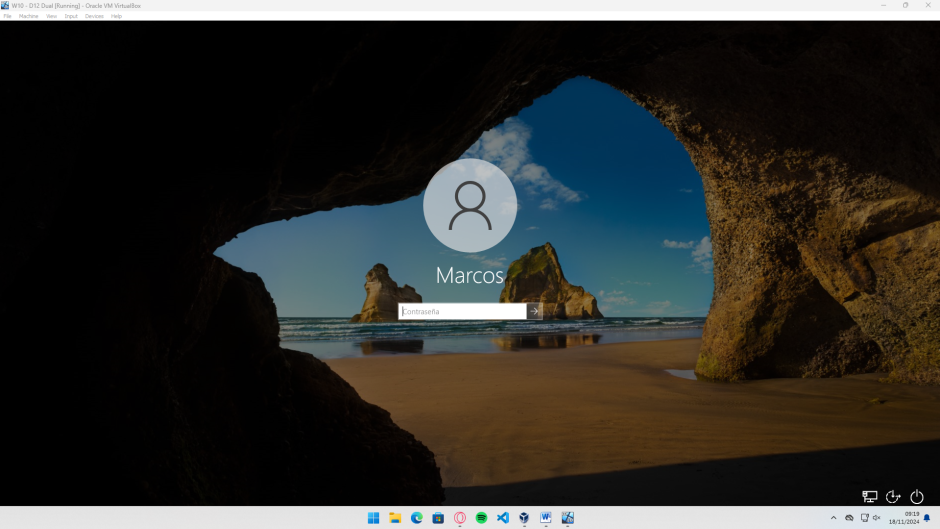 W10 - D12 Dual [Running] - Oracle VM VirtualBox
File Machine View Input Devices Help
Marcos
Contraseña
09:19
18/11/2024